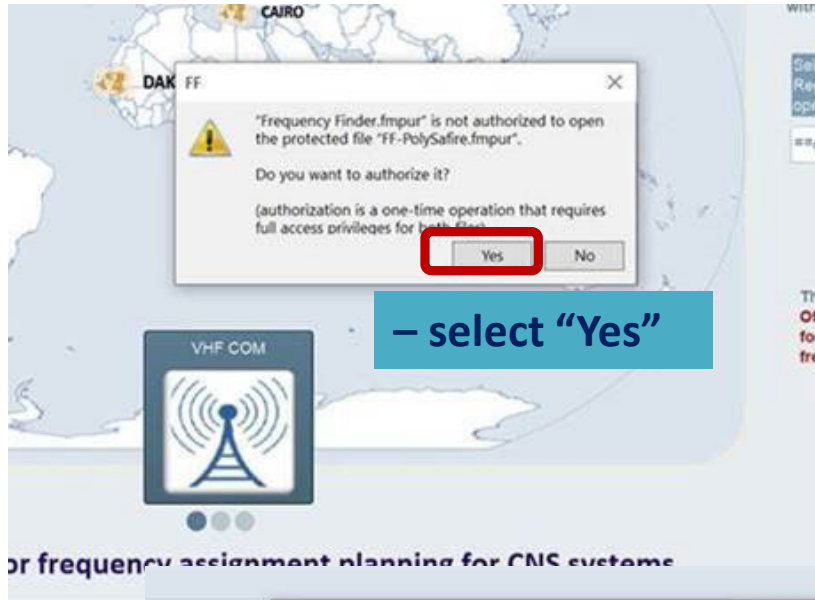 CAIRO
DAK
FF
"Frequency Finder.fmpur" is not authorized to open
the protected file "FF-PolySafire.fmpur".
Do you want to authorize it?
(authorization is a one-time operation that requires
full access privileges for both files)
Yes
No
– select "Yes"
VHF COM
or frequency assignment planning for CNS systems